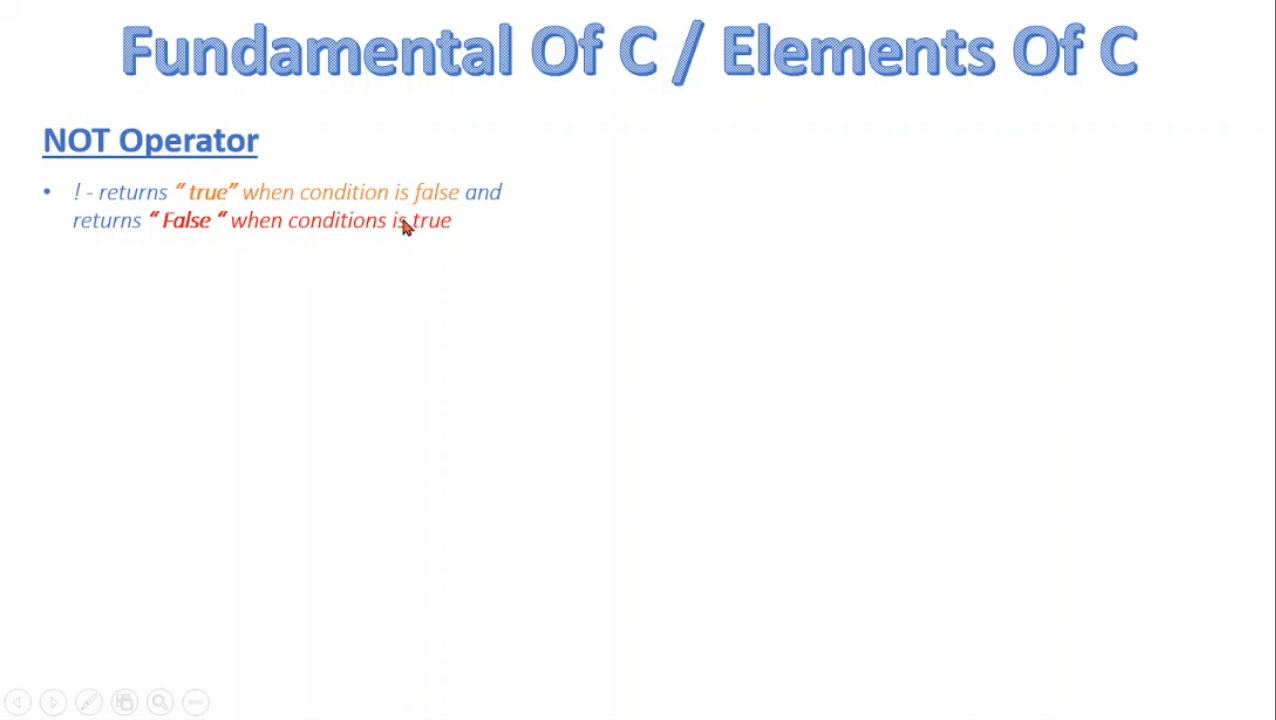 Fundamental Of C / Elements Of C
NOT Operator
• ! - returns “ true” when condition is false and
returns “ False “ when conditions is true